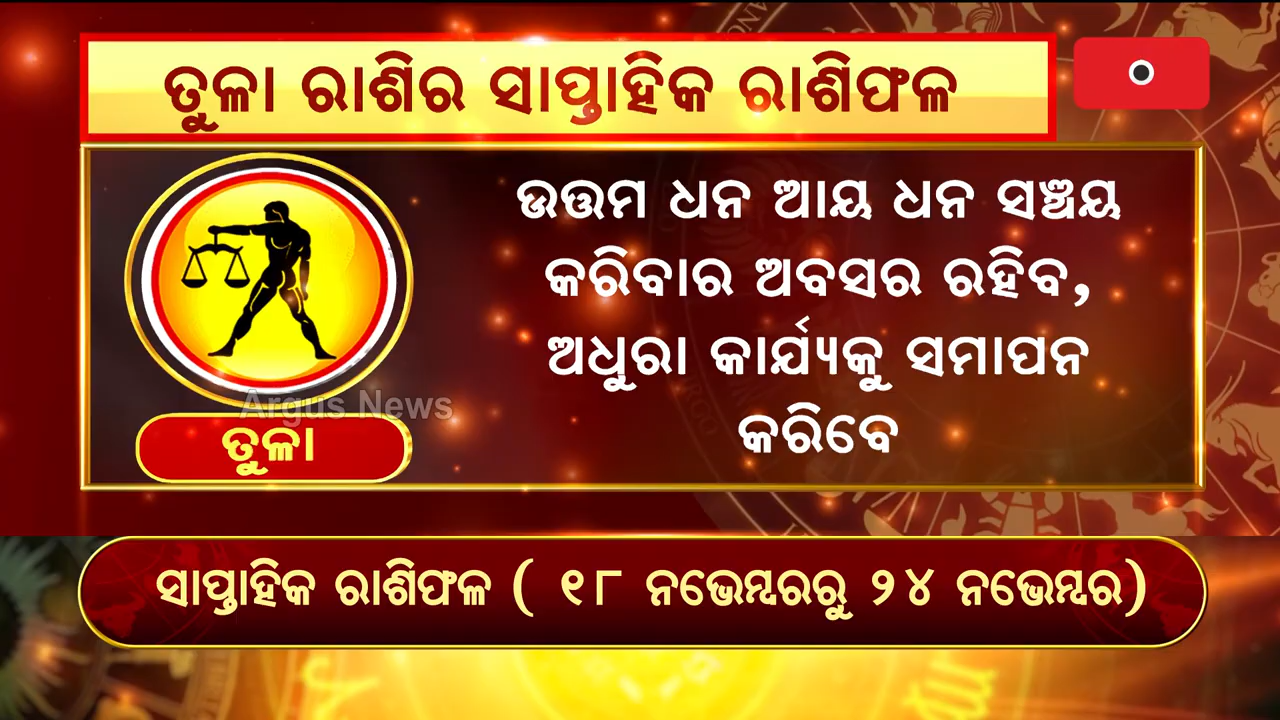 ତୁଳା ରାଶିର ସାପ୍ତାହିକ ରାଶିଫଳ
ଉତ୍ତମ ଧନ ଆୟ ଧନ ସଞ୍ଚୟ
କରିବାର ଅବସର ରହିବ,
ଅଧୁରା କାର୍ଯ୍ୟକୁ ସମାପନ
କରିବେ
Argus News
ତୁଳା
ସାପ୍ତାହିକ ରାଶିଫଳ ( ୧୮ ନଭେମ୍ବରରୁ ୨୪ ନଭେମ୍ବର)